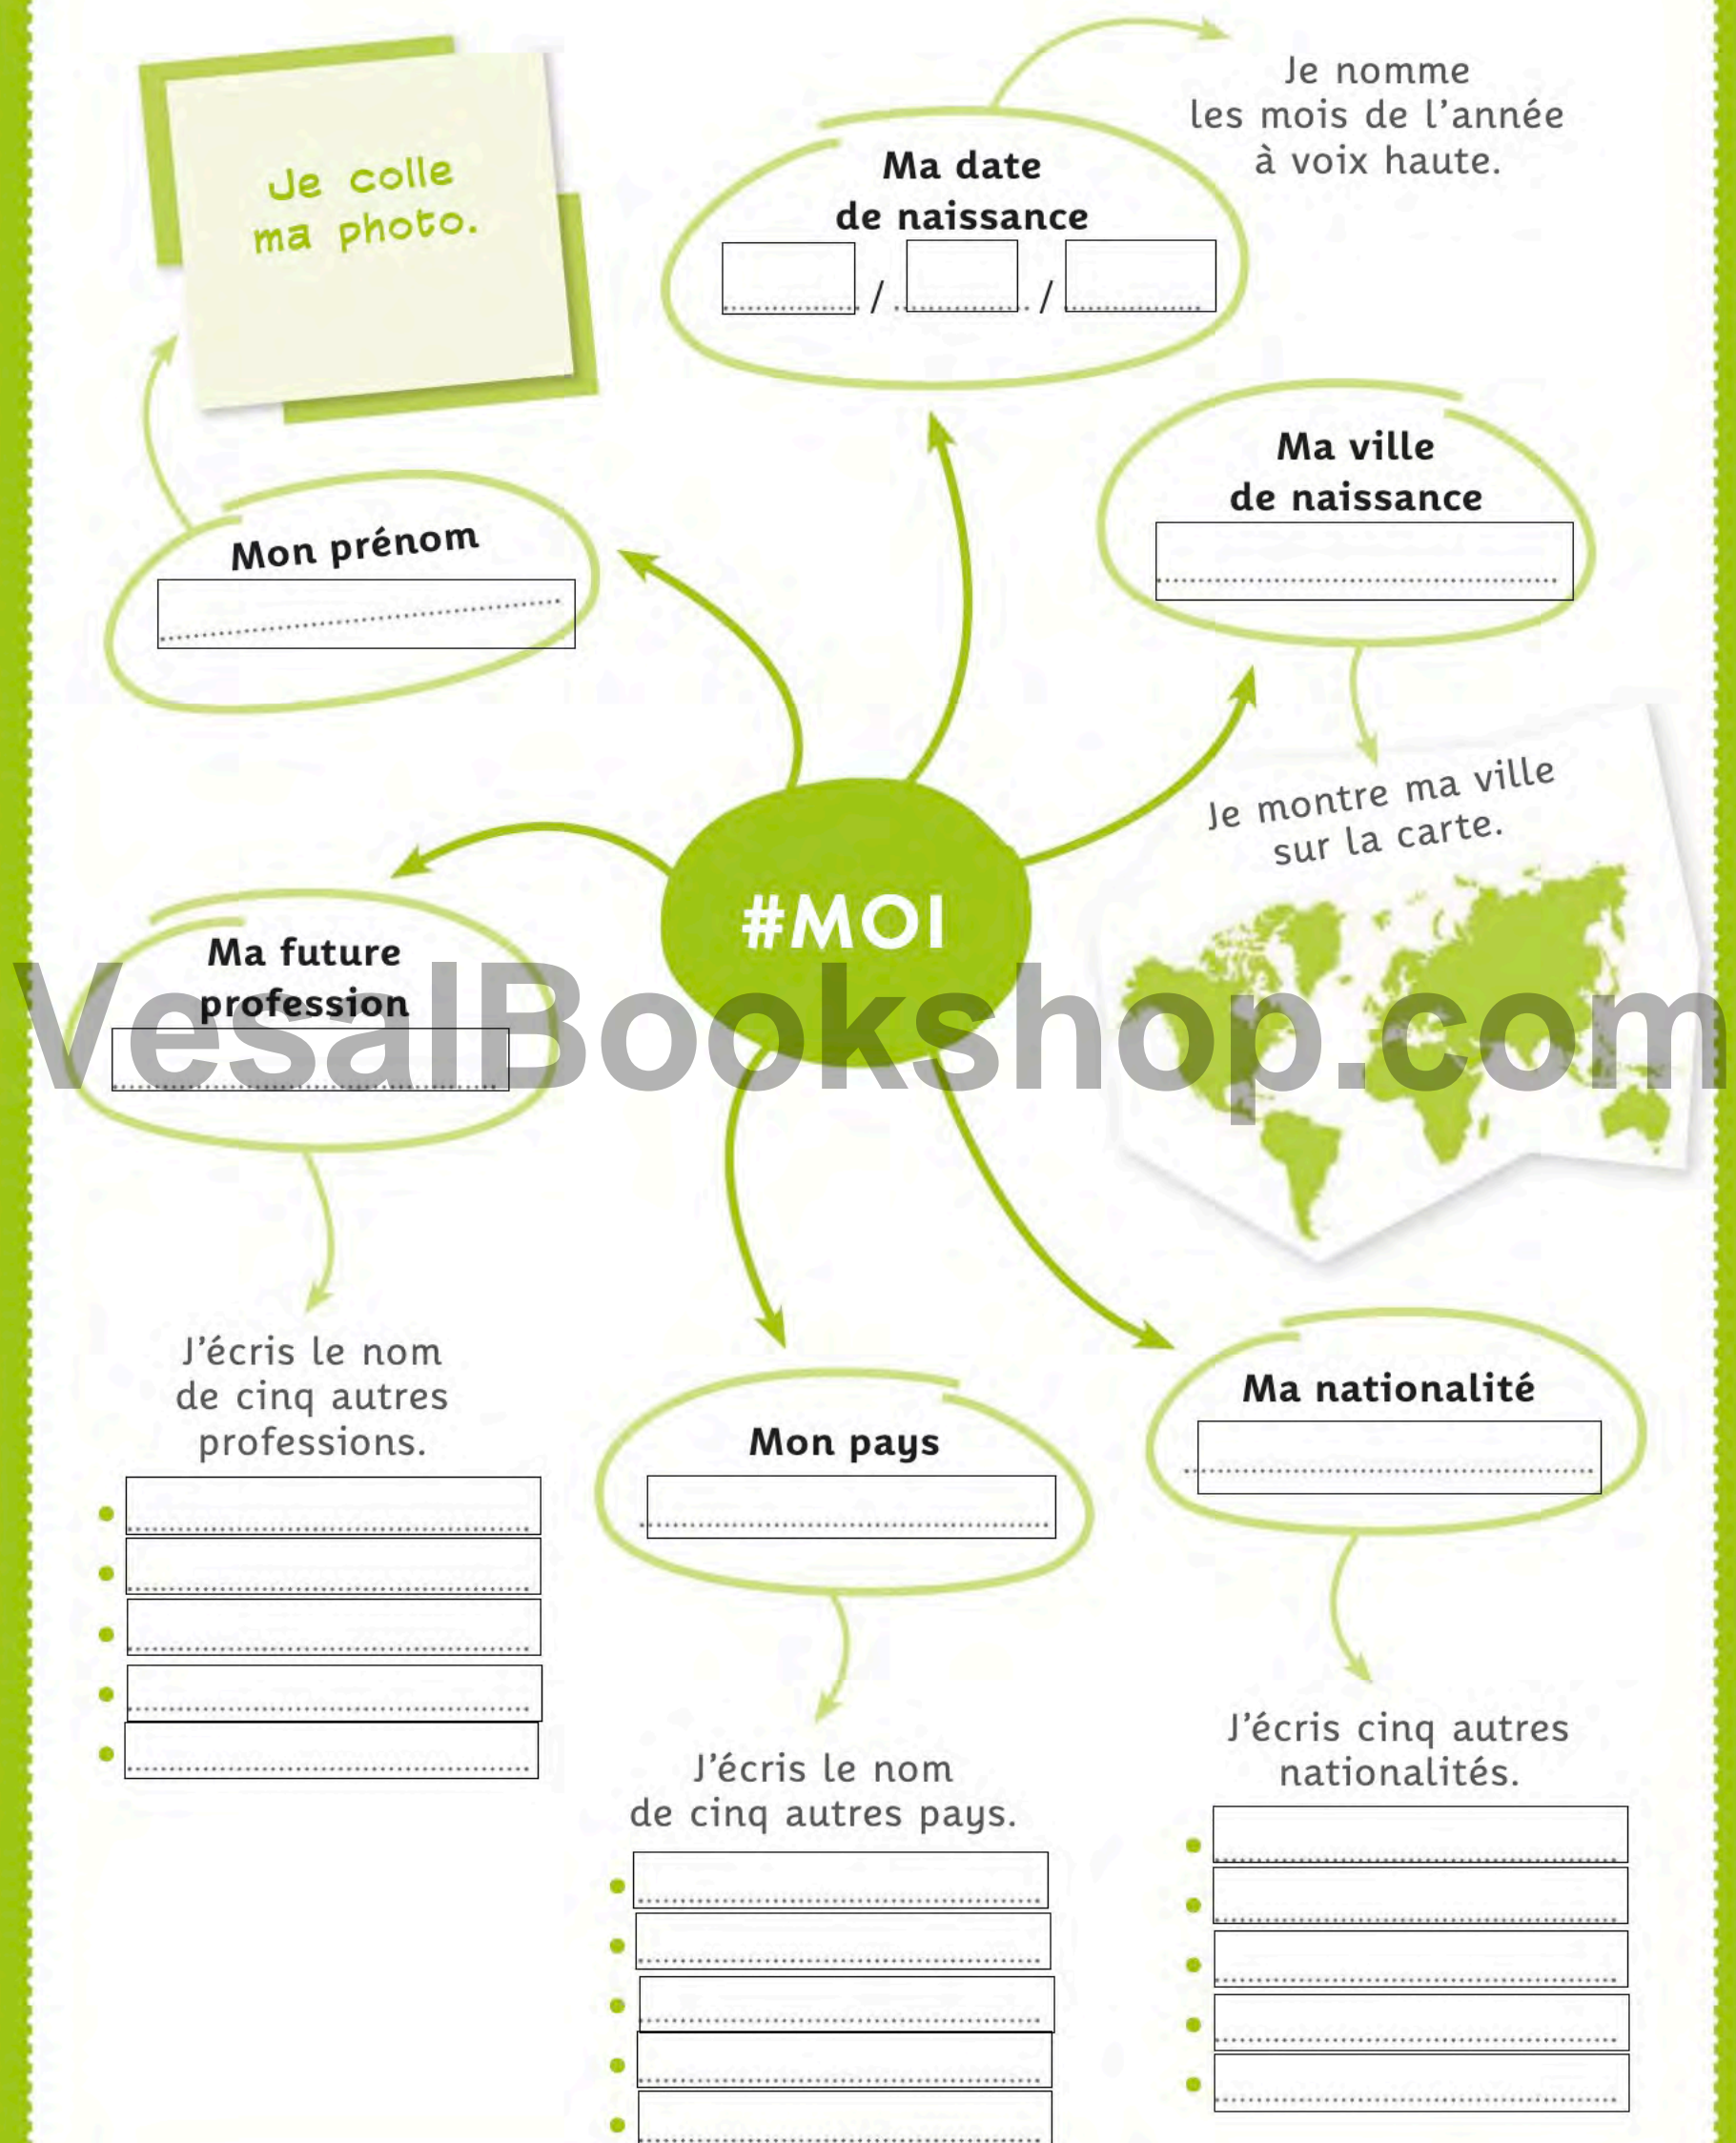 Je colle
ma photo.
Je nomme
les mois de l'année
à voix haute.
Ma date
de naissance
/ /
Ma ville
de naissance
Mon prénom
Je montre ma ville
sur la carte.
#MOI
Ma future
profession
VesalBookshop.com
J'écris le nom
de cinq autres
professions.
Mon pays
Ma nationalité
J'écris le nom
de cinq autres pays.
J'écris cinq autres
nationalités.